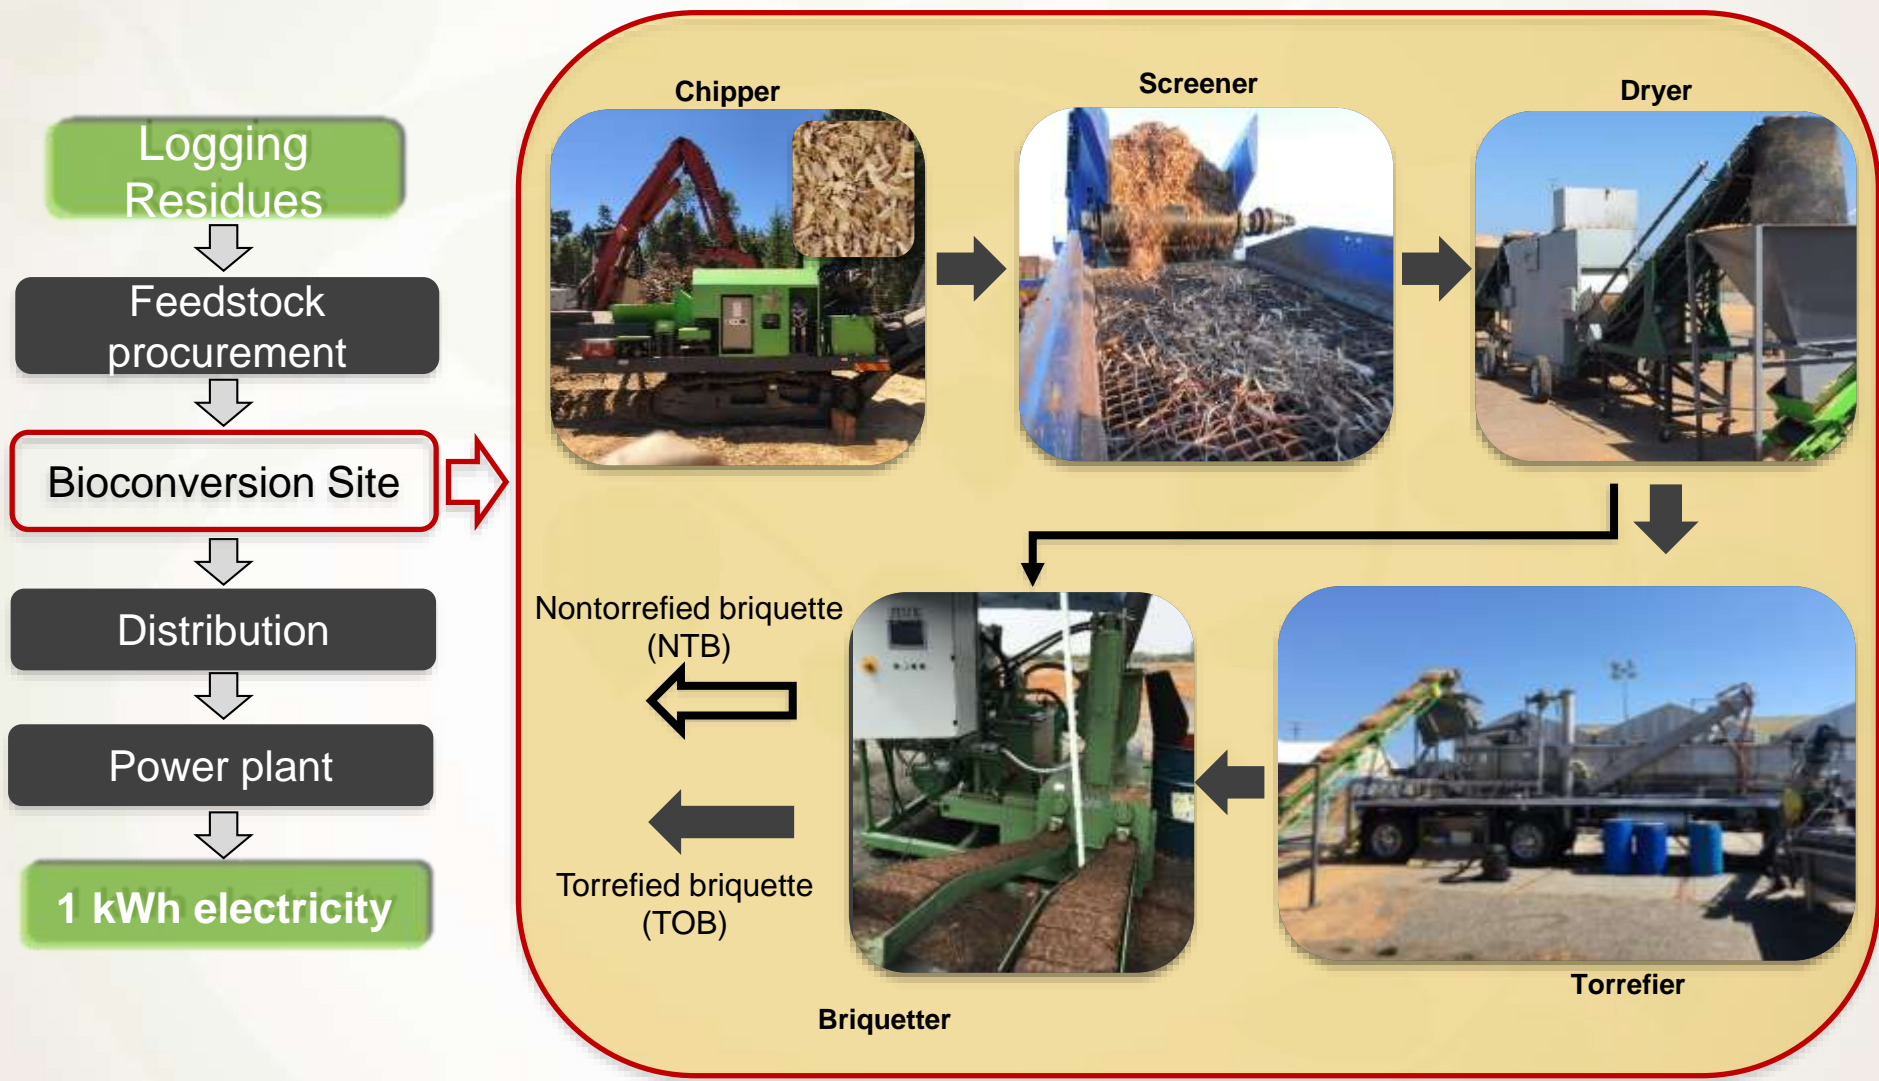 Logging
Residues
Feedstock
procurement
Bioconversion Site
Distribution
Power plant
1 kWh electricity
Chipper
Screener
Dryer
Nontorrefied briquette
(NTB)
Torrefied briquette
(TOB)
Briquetter
Torrefier